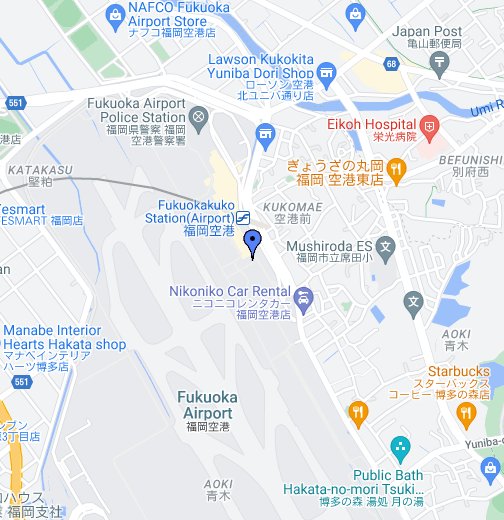 NAFCO Fukuoka
Airport Store
ナフコ福岡空港店
Japan Post
亀山郵便局
Lawson Kukokita
Yuniba Dori Shop
ローソン 空港
北ユニバ通り店
68
551
Fukuoka Airport
Police Station
福岡県警察 福岡
空港警察署
Umi R
Eikoh Hospital
栄光病院
KATAKASU
堅粕
ぎょうざの丸岡
福岡 空港東店
BEFUNISHI
別府西
Fukuokakuko
Station(Airport)
福岡空港
KUKOMAE
空港前
Yesmart
YESMART 福岡店
Mushiroda ES
福岡市立席田小
文
Nikoniko Car Rental
ニコニコレンタカー
福岡空港店
文
Manabe Interior
Hearts Hakata shop
マナベインテリア
ハーツ博多店
AOKI
青木
551
Starbucks
スターバックス
コーヒー 博多の森店
Fukuoka
Airport
福岡空港
Yuniba-d
Public Bath
Hakata-no-mori Tsuki...
博多の森 湯処 月の湯
AOKI
青木
ハウス
福岡支社